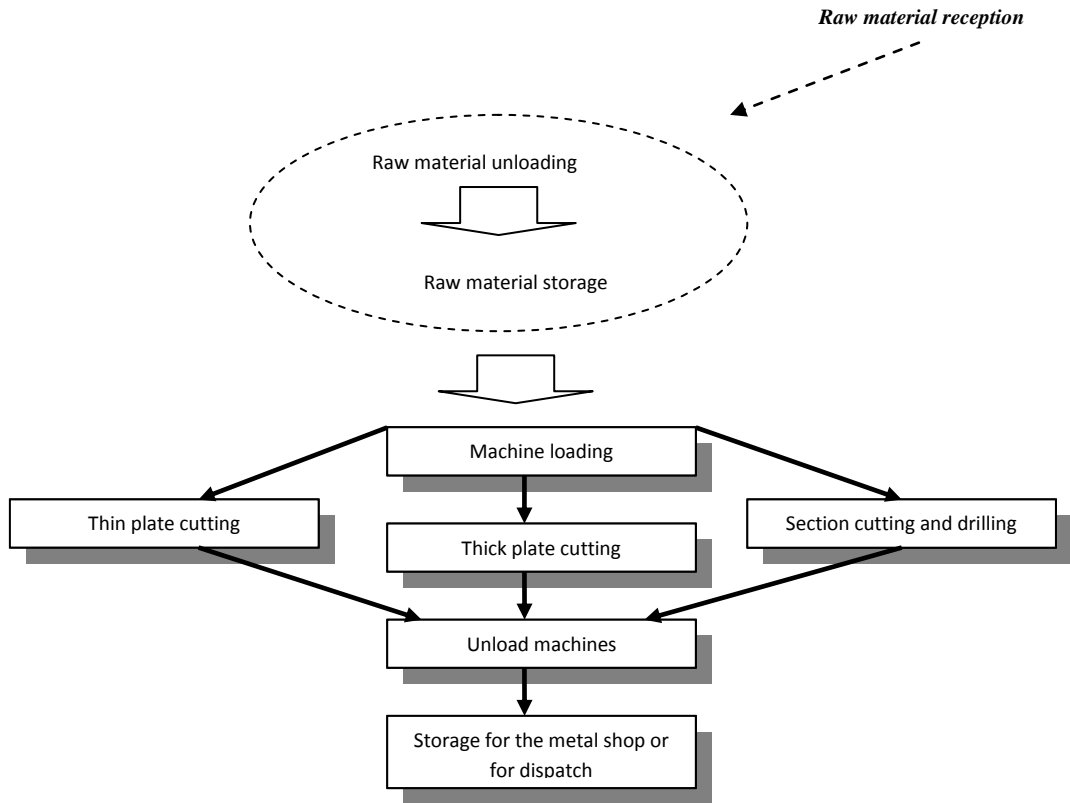 Raw material reception
Raw material unloading
Raw material storage
Machine loading
Thin plate cutting
Thick plate cutting
Section cutting and drilling
Unload machines
Storage for the metal shop or
for dispatch